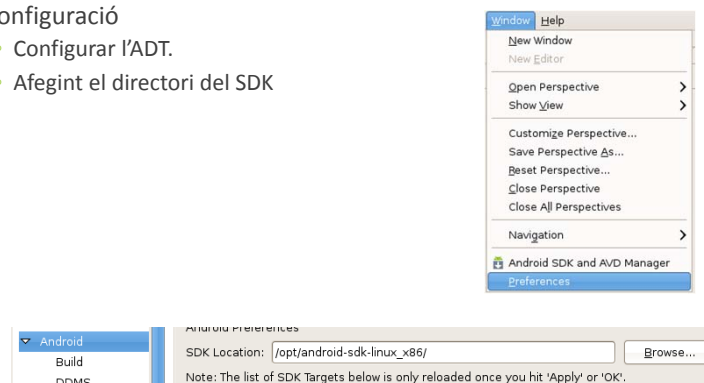 onfiguració
Configurar l’ADT.
Afegint el directori del SDK
Window Help
New Window
New Editor
Open Perspective
Show View
Customize Perspective...
Save Perspective As...
Reset Perspective...
Close Perspective
Close All Perspectives
Navigation
Android SDK and AVD Manager
Preferences
Android Preferences
Android
SDK Location: /opt/android-sdk-linux_x86/ Browse...
Build
Note: The list of SDK Targets below is only reloaded once you hit 'Apply' or 'OK'.
DDMS